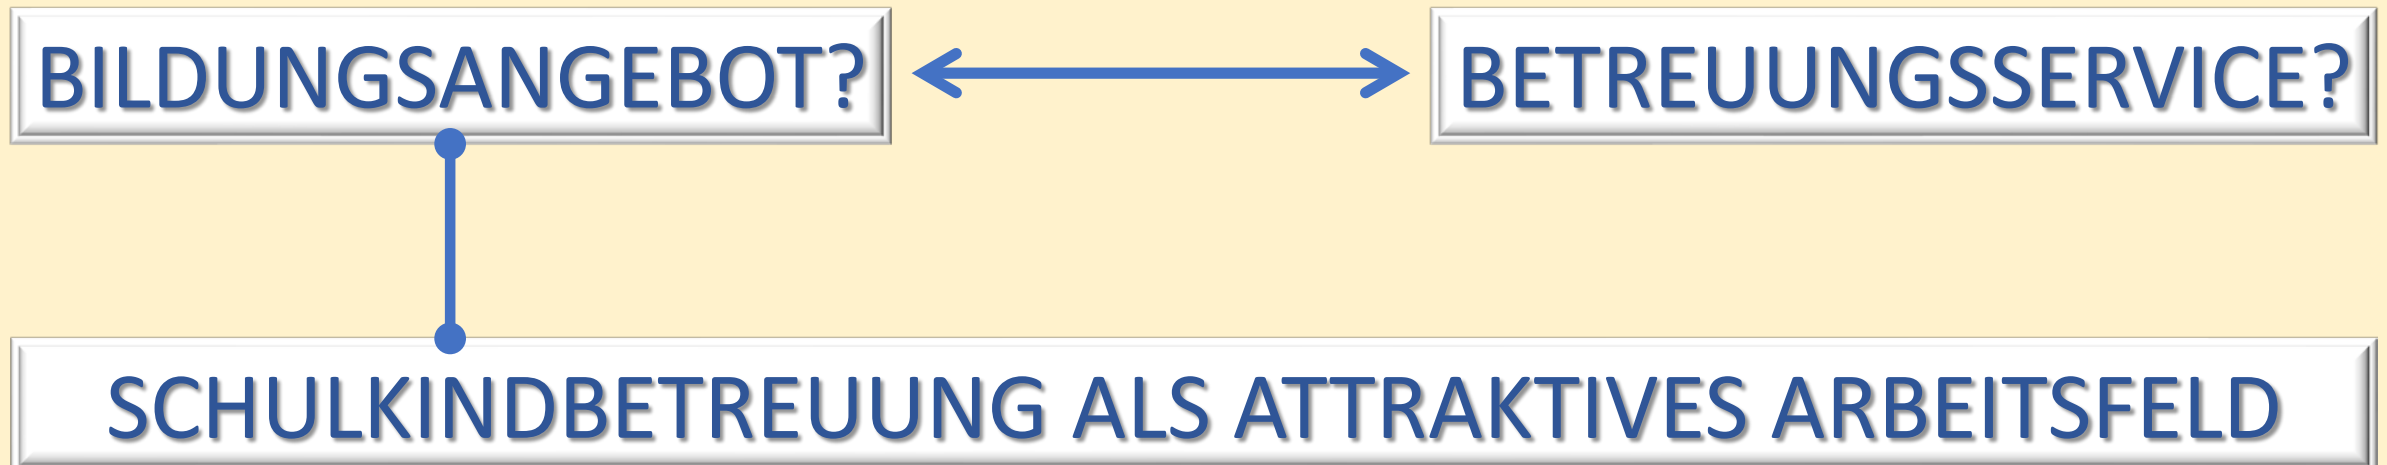 BILDUNGSANGEBOT?
BETREUUNGSSERVICE?
SCHULKINDBETREUUNG ALS ATTRAKTIVES ARBEITSFELD